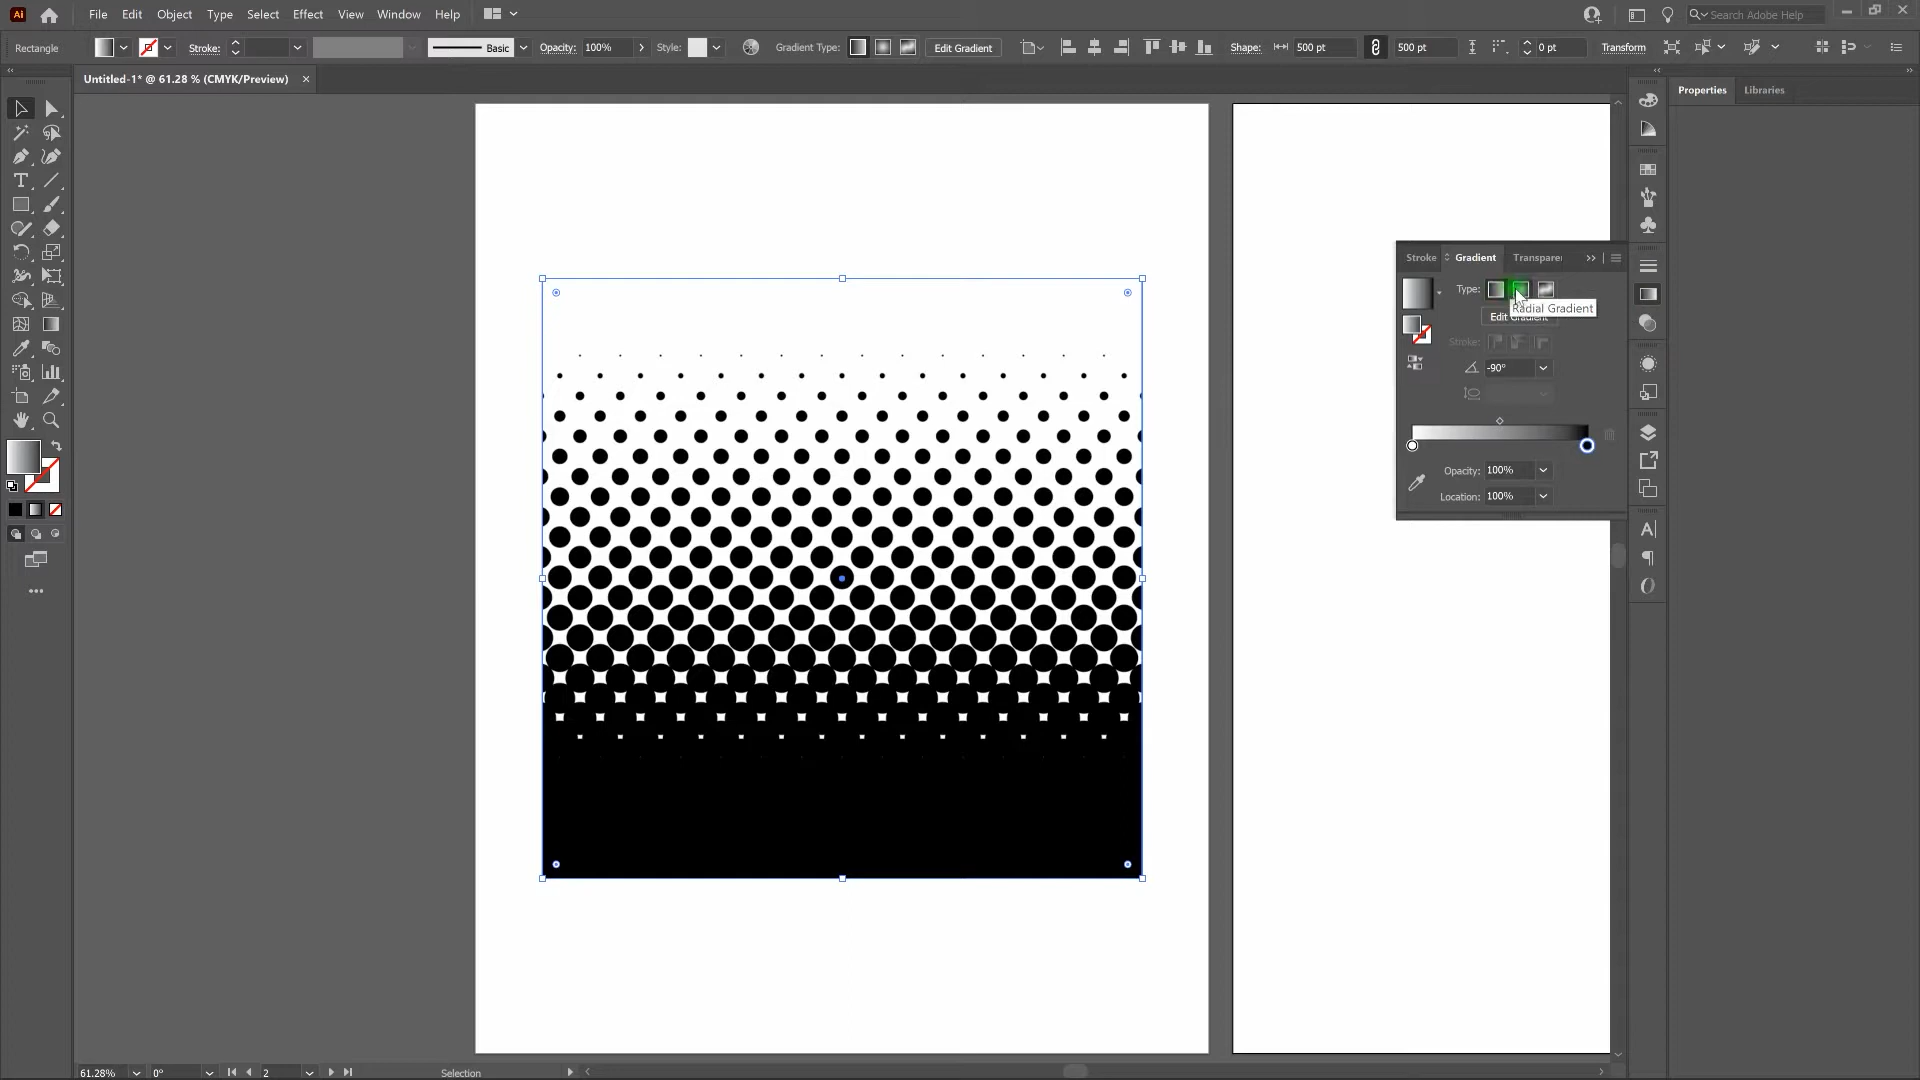 Ai File Edit Object Type Select Effect View Window Help Search Adobe Help
Rectangle Stroke: Basic Opacity: 100% Style: Gradient Type: Edit Gradient Shape: 500 pt 500 pt 0 pt Transform
Untitled-1* @ 61.28 % (CMYK/Preview) ×
Properties Libraries
Stroke Gradient Transparen
Type:
Radial Gradient
Edit Gradient
Stroke:
-90°
Opacity: 100%
Location: 100%
61.28% 0° 2 Selection